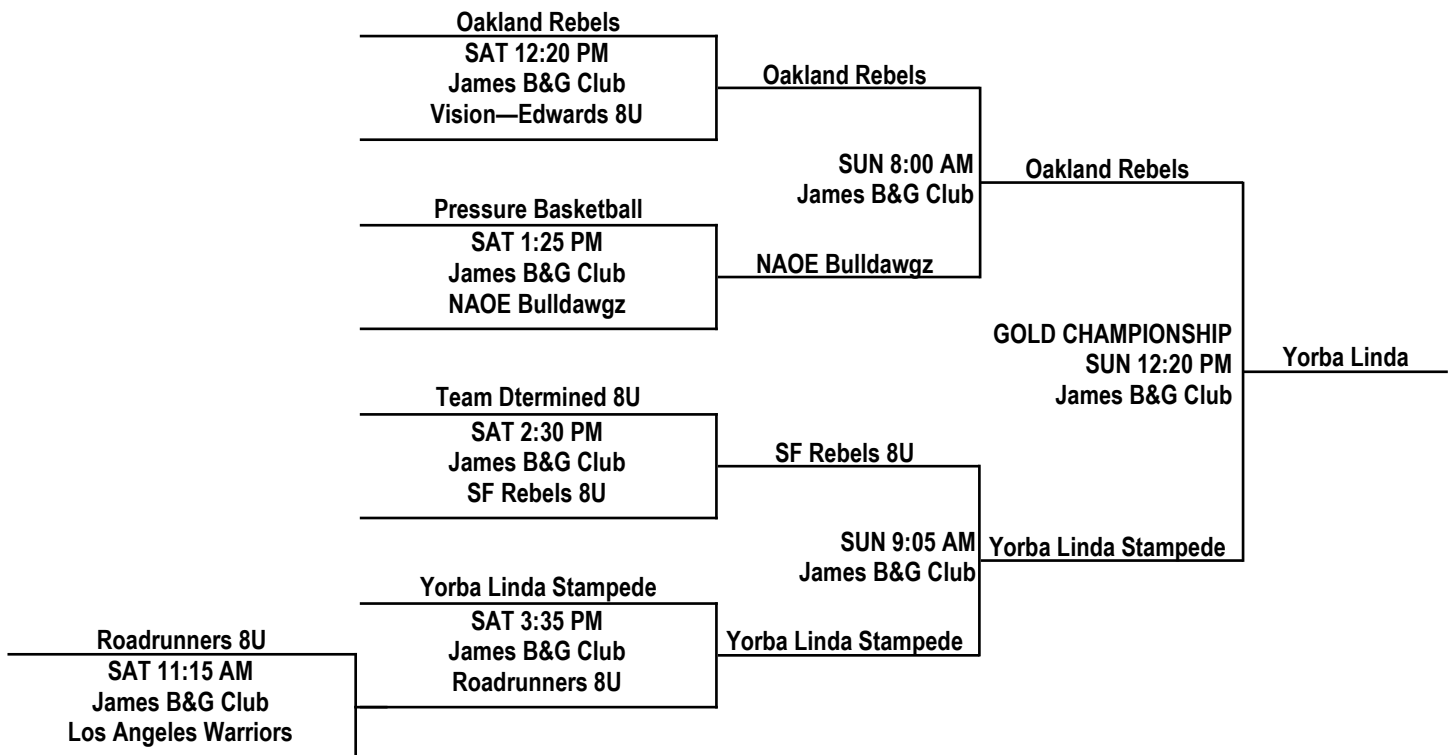 Oakland Rebels
SAT 12:20 PM
James B&G Club
Vision—Edwards 8U
Pressure Basketball
SAT 1:25 PM
James B&G Club
NAOE Bulldawgz
Team Dtermined 8U
SAT 2:30 PM
James B&G Club
SF Rebels 8U
Yorba Linda Stampede
SAT 3:35 PM
James B&G Club
Roadrunners 8U
Roadrunners 8U
SAT 11:15 AM
James B&G Club
Los Angeles Warriors
Oakland Rebels
SUN 8:00 AM
James B&G Club
NAOE Bulldawgz
SF Rebels 8U
SUN 9:05 AM
James B&G Club
Yorba Linda Stampede
Oakland Rebels
GOLD CHAMPIONSHIP
SUN 12:20 PM
James B&G Club
Yorba Linda Stampede
Yorba Linda